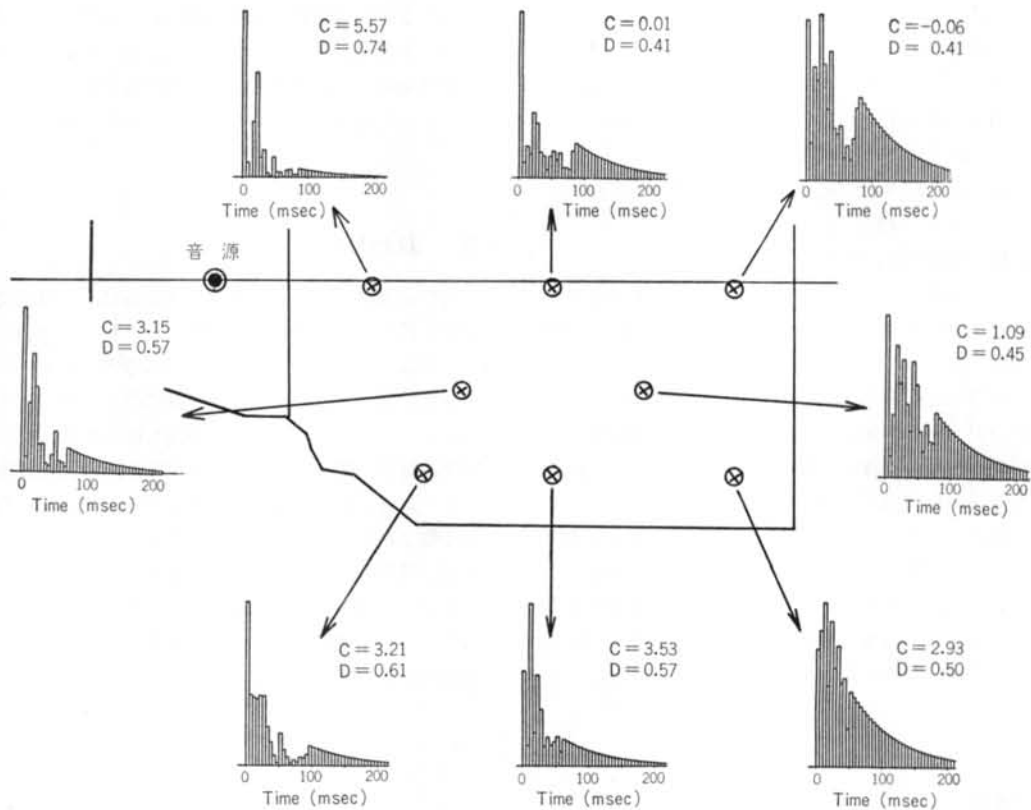 C = 5.57
D = 0.74
0 100 200
Time (msec)
C = 0.01
D = 0.41
0 100 200
Time (msec)
C = -0.06
D = 0.41
0 100 200
Time (msec)
音 源
C = 3.15
D = 0.57
0 100 200
Time (msec)
C = 1.09
D = 0.45
0 100 200
Time (msec)
C = 3.21
D = 0.61
0 100 200
Time (msec)
C = 3.53
D = 0.57
0 100 200
Time (msec)
C = 2.93
D = 0.50
0 100 200
Time (msec)